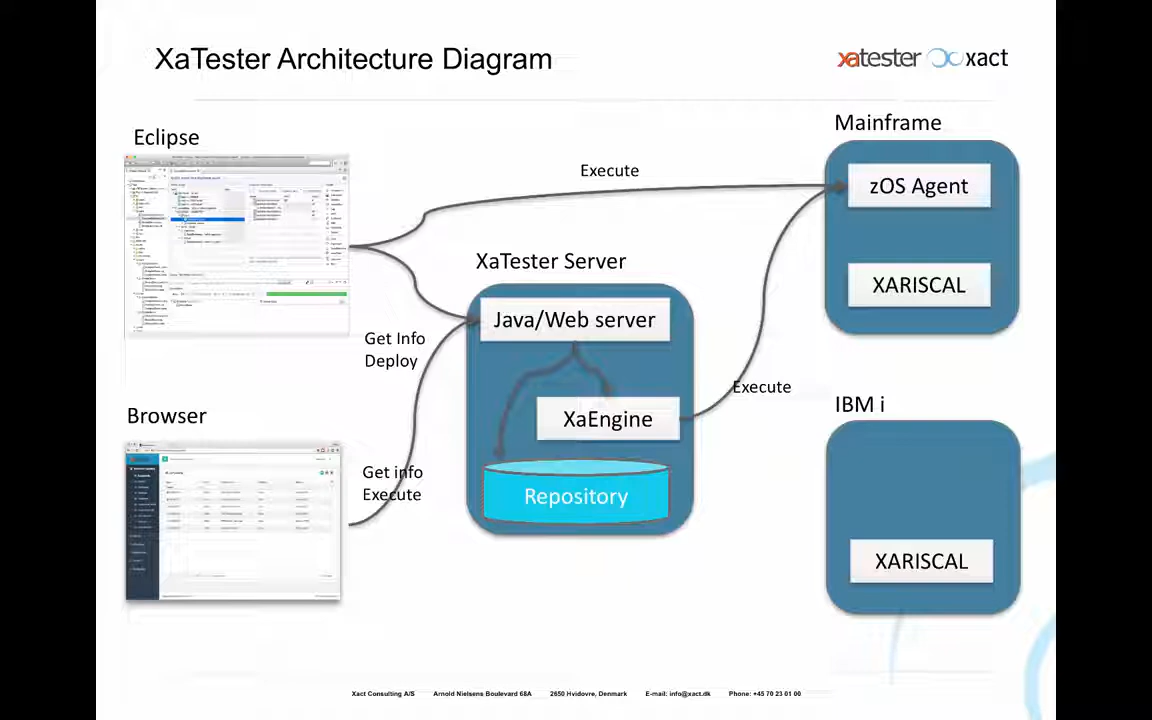 XaTester Architecture Diagram
xatester xact
Eclipse
Mainframe
Execute
zOS Agent
XARISCAL
XaTester Server
Java/Web server
Get Info
Deploy
XaEngine
Execute
Repository
Browser
Get info
Execute
IBM i
XARISCAL
Xact Consulting A/S Arnold Nielsens Boulevard 68A 2650 Hvidovre, Denmark E-mail: info@xact.dk Phone: +45 70 23 01 00